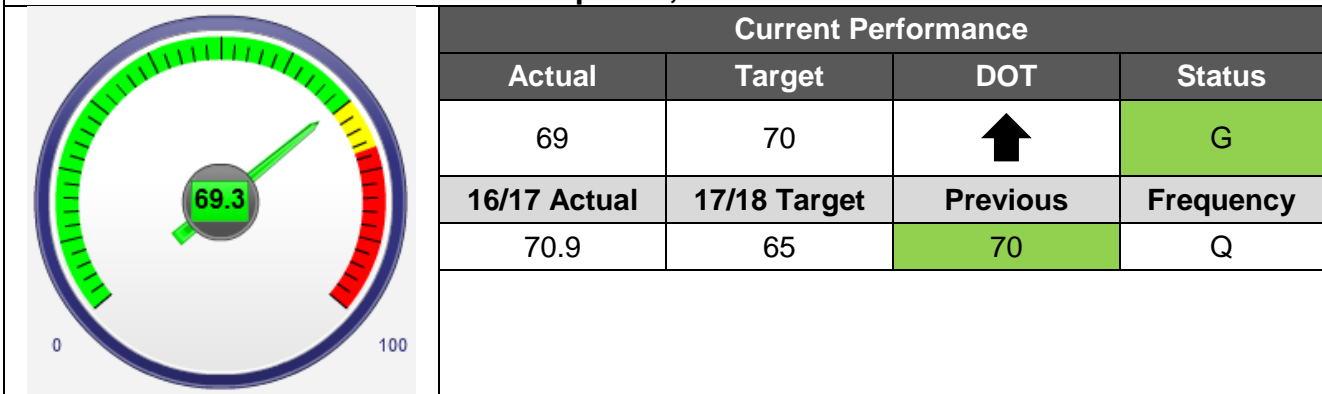 Current Performance
Actual Target DOT Status
69 70 G
16/17 Actual 17/18 Target Previous Frequency
70.9 65 70 Q
69.3
0 100